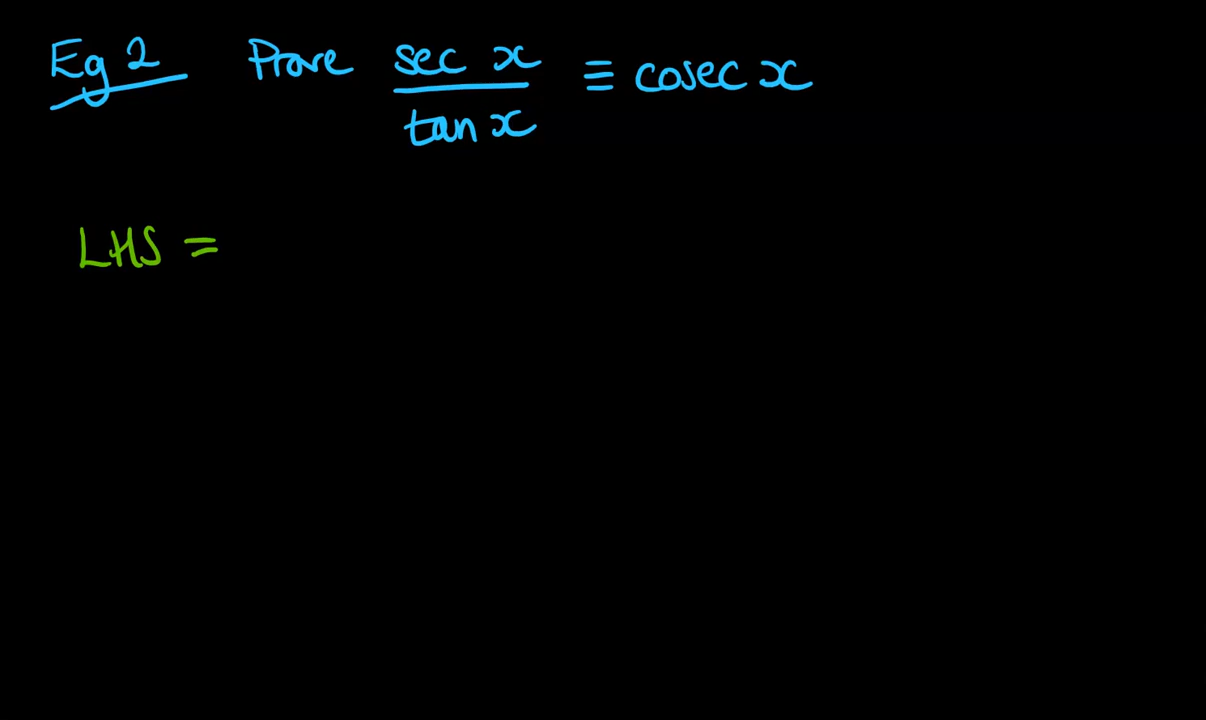 Eg 2 Prove sec x / tan x ≡ cosec x
LHS =